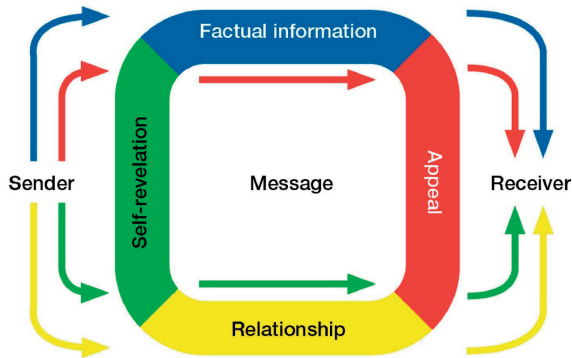 Factual information
Self-revelation
Appeal
Sender
Message
Receiver
Relationship